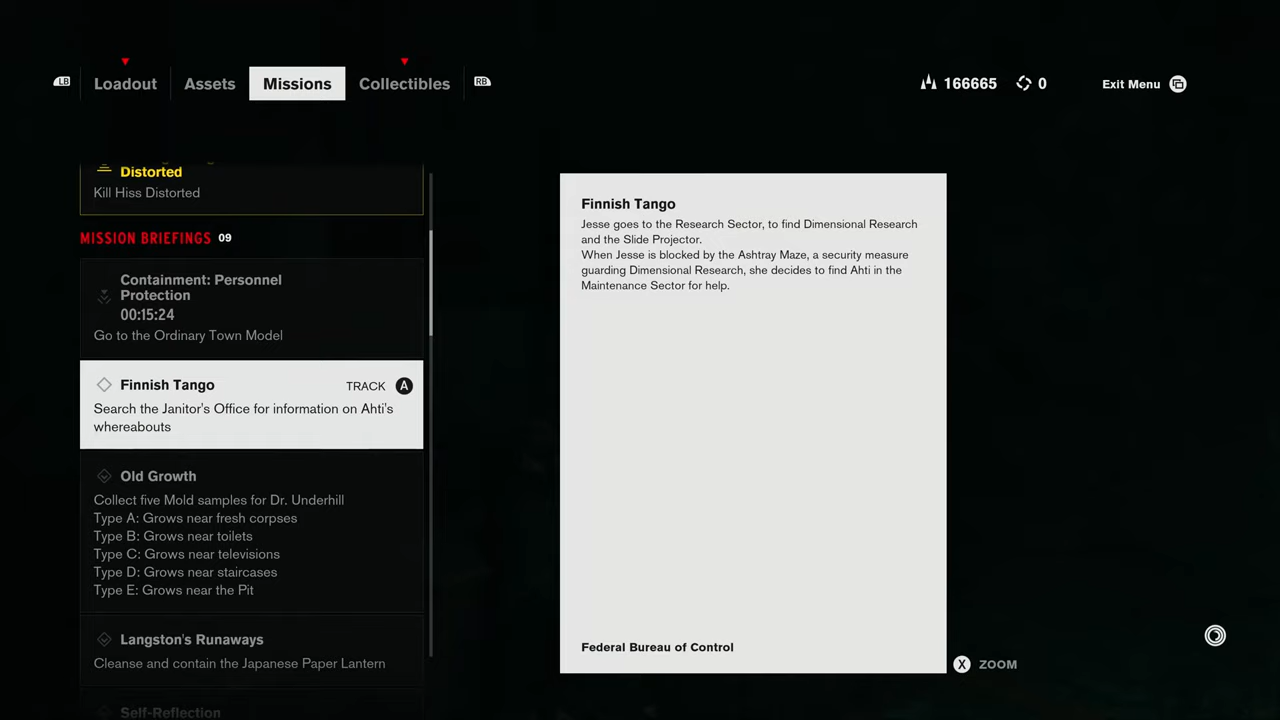 LB
Loadout
Assets
Missions
Collectibles
RB
166665
0
Exit Menu
Distorted
Kill Hiss Distorted
MISSION BRIEFINGS 09
Containment: Personnel
Protection
00:15:24
Go to the Ordinary Town Model
Finnish Tango
TRACK A
Search the Janitor's Office for information on Ahti's
whereabouts
Old Growth
Collect five Mold samples for Dr. Underhill
Type A: Grows near fresh corpses
Type B: Grows near toilets
Type C: Grows near televisions
Type D: Grows near staircases
Type E: Grows near the Pit
Langston's Runaways
Cleanse and contain the Japanese Paper Lantern
Self-Reflection
Finnish Tango
Jesse goes to the Research Sector, to find Dimensional Research
and the Slide Projector.
When Jesse is blocked by the Ashtray Maze, a security measure
guarding Dimensional Research, she decides to find Ahti in the
Maintenance Sector for help.
Federal Bureau of Control
X ZOOM